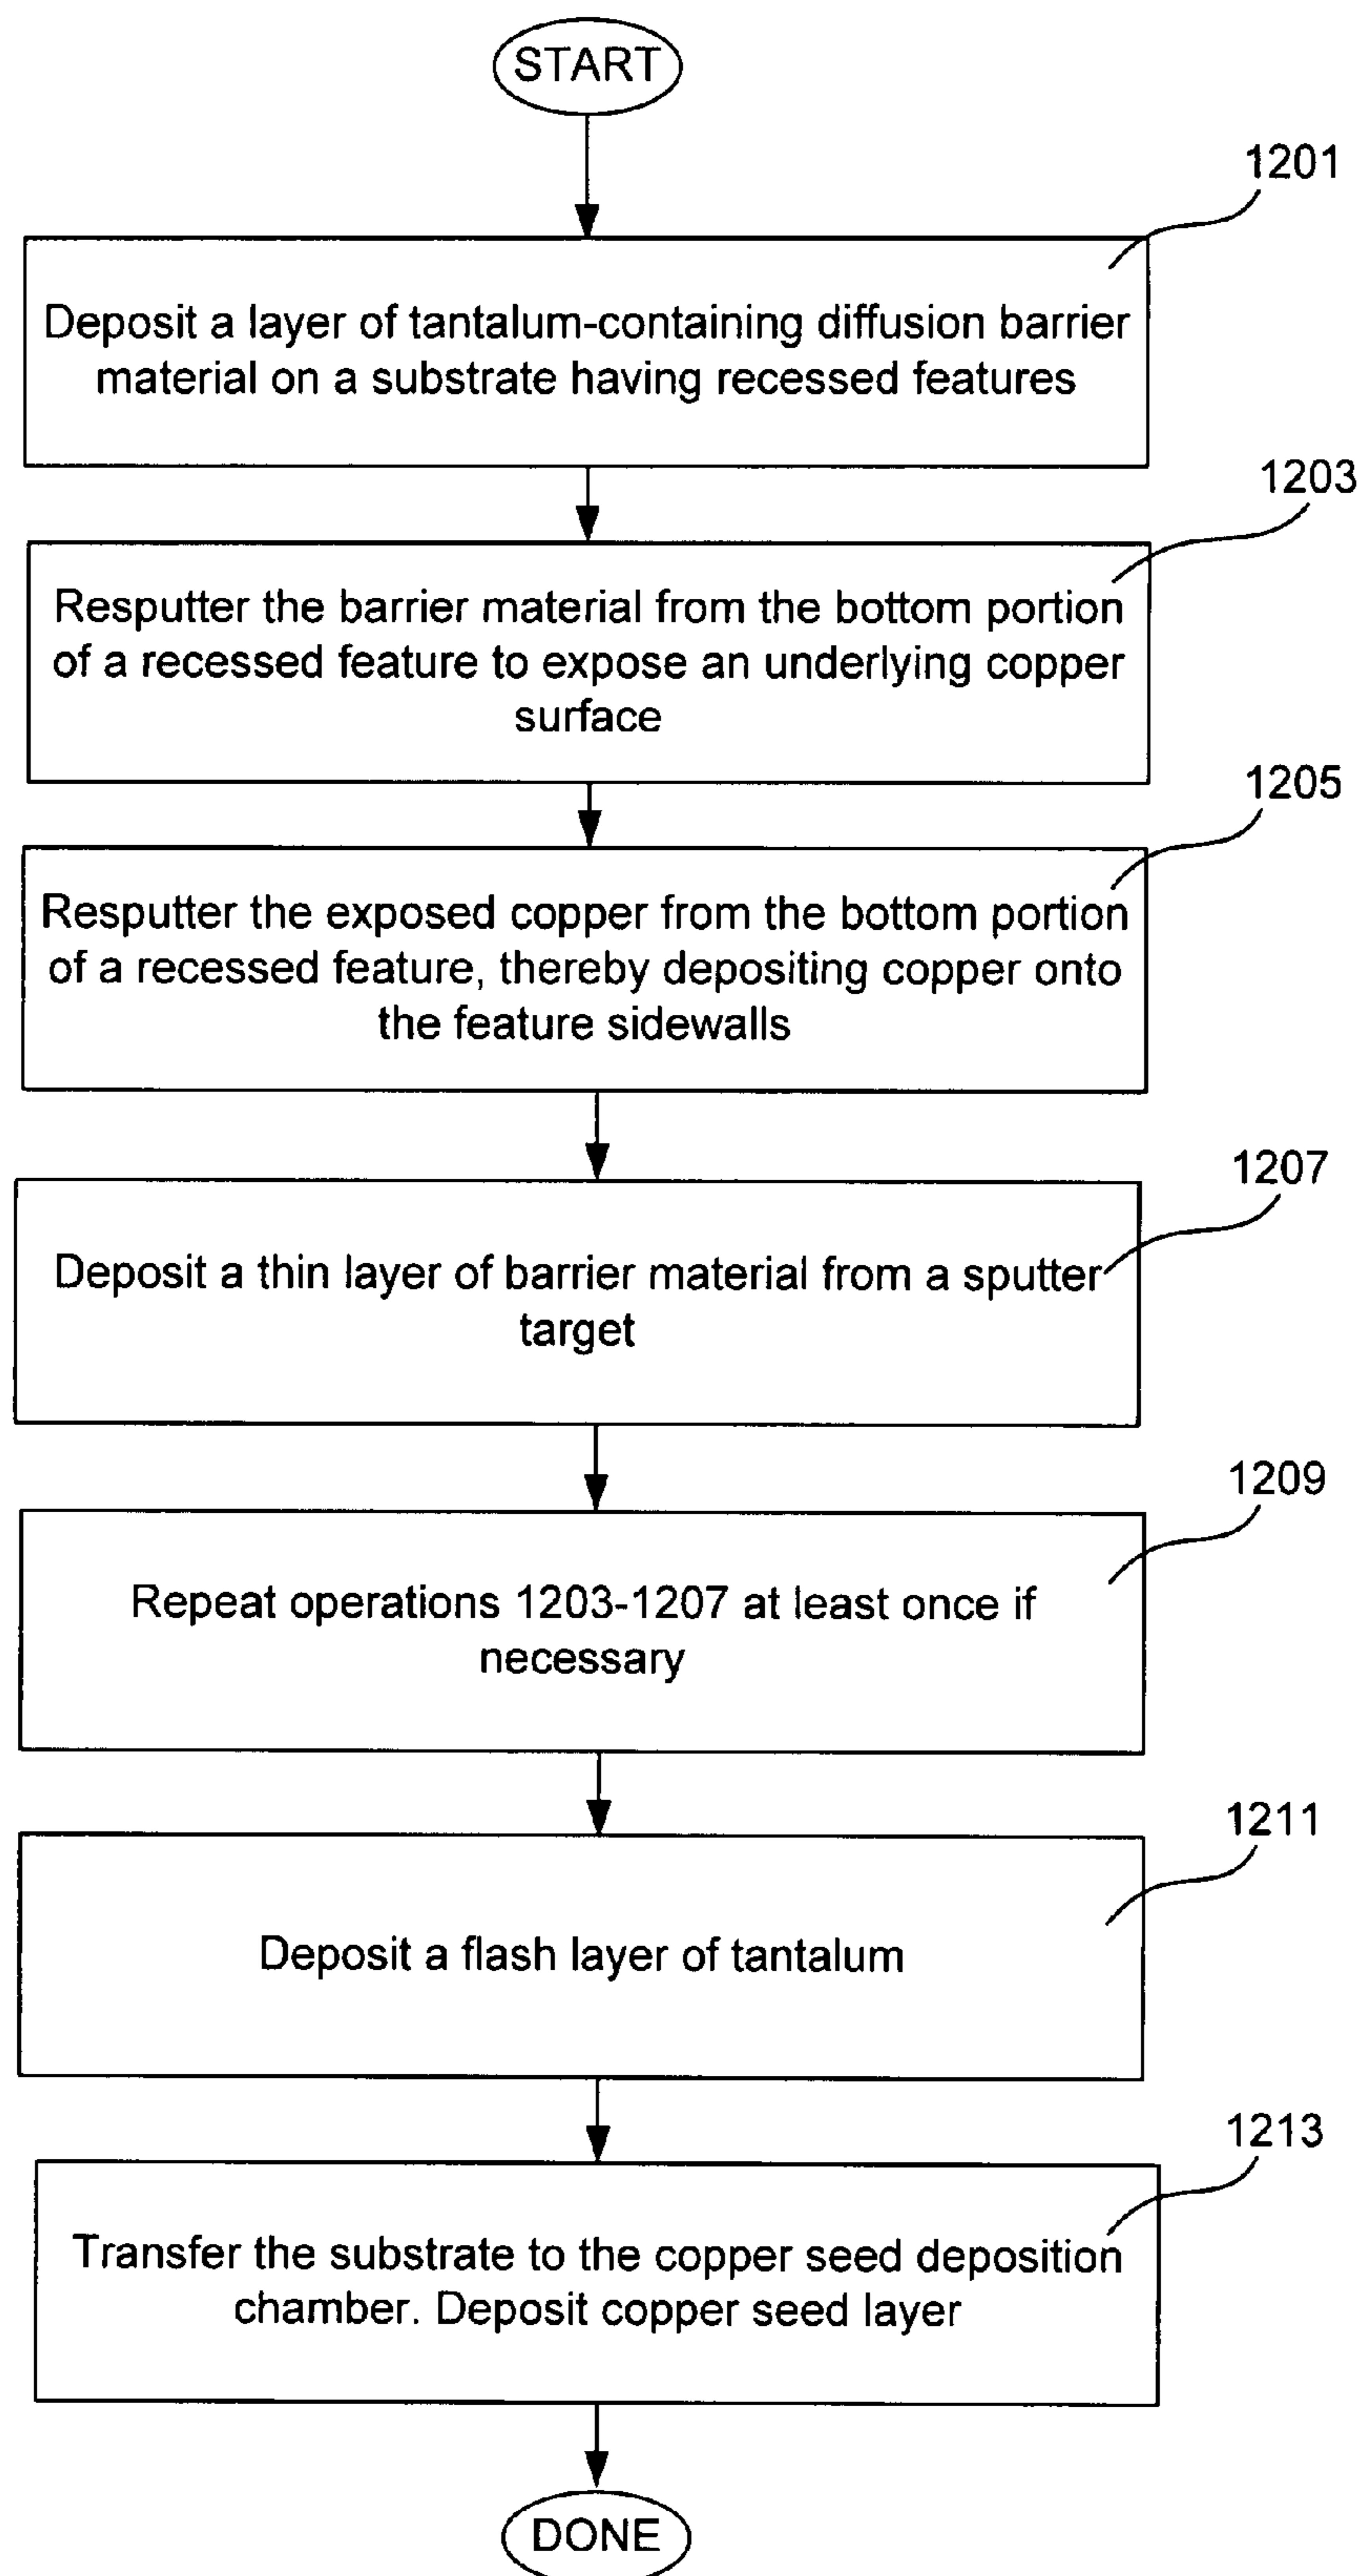 START
1201
Deposit a layer of tantalum-containing diffusion barrier
material on a substrate having recessed features
1203
Resputter the barrier material from the bottom portion
of a recessed feature to expose an underlying copper
surface
1205
Resputter the exposed copper from the bottom portion
of a recessed feature, thereby depositing copper onto
the feature sidewalls
1207
Deposit a thin layer of barrier material from a sputter
target
1209
Repeat operations 1203-1207 at least once if
necessary
1211
Deposit a flash layer of tantalum
1213
Transfer the substrate to the copper seed deposition
chamber. Deposit copper seed layer
DONE